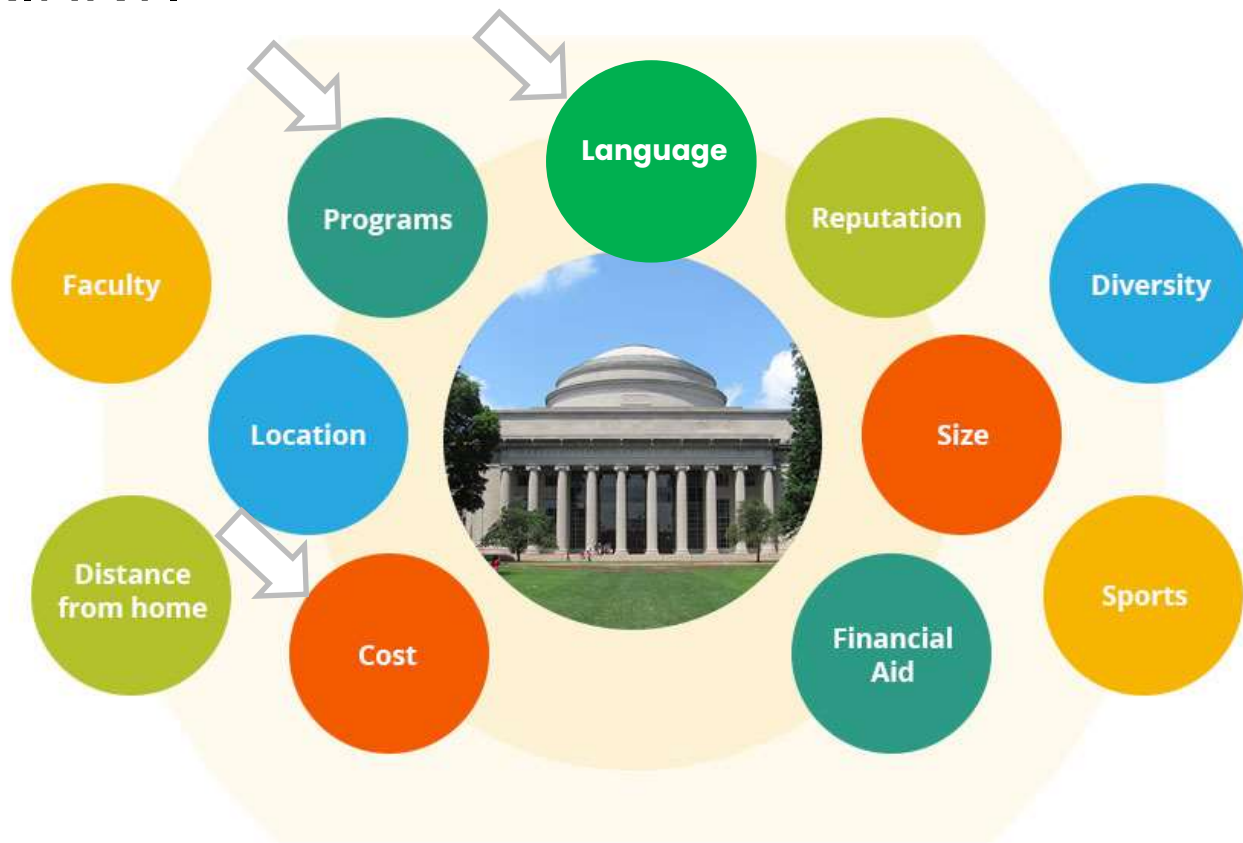 Language
Programs
Reputation
Faculty
Diversity
Location
Size
Distance
from home
Sports
Cost
Financial
Aid